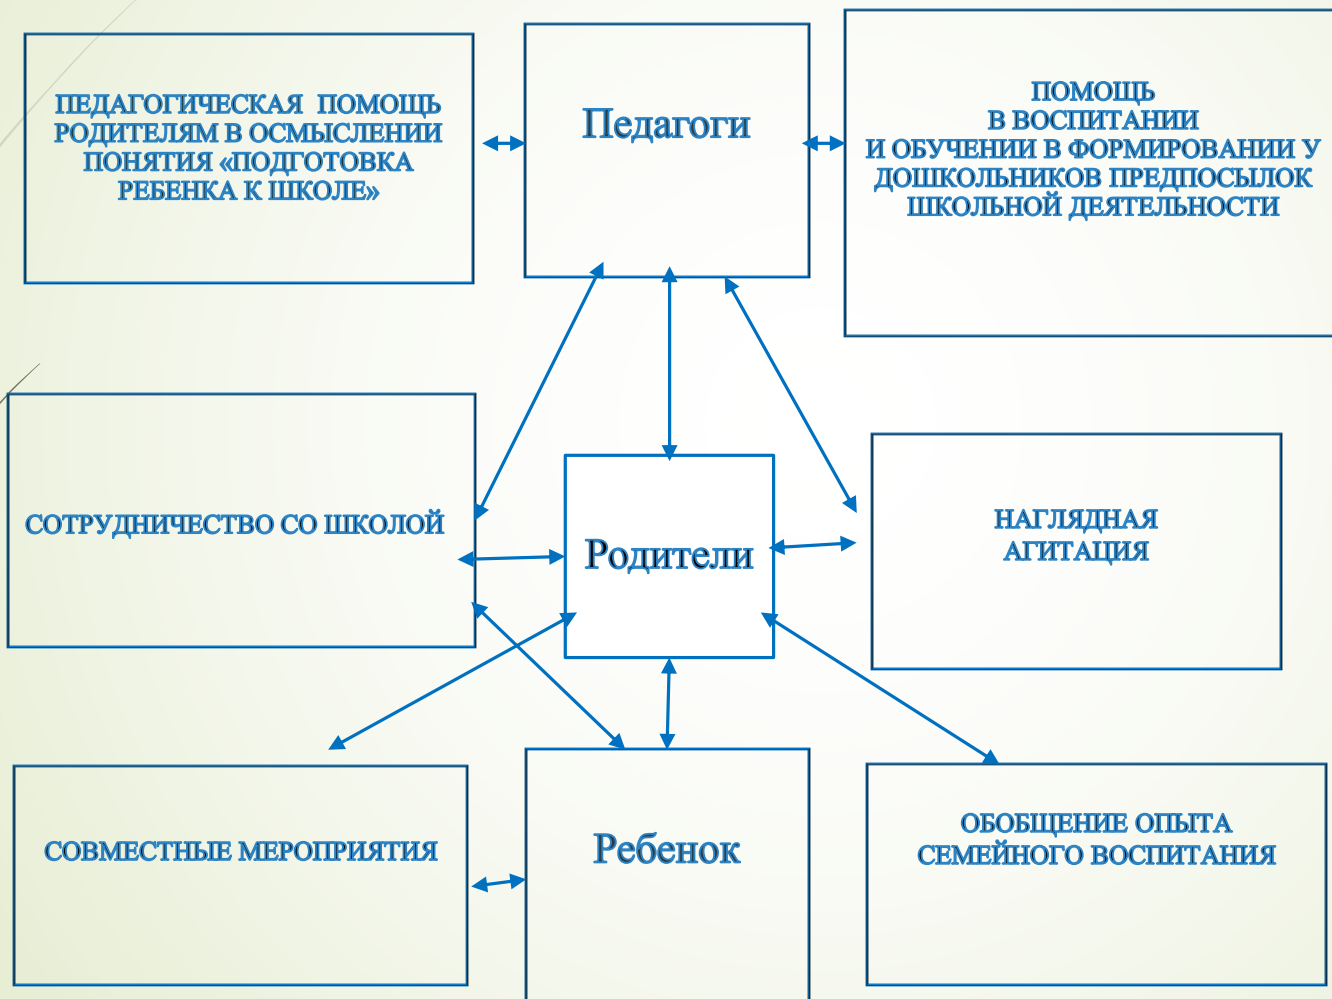 ПЕДАГОГИЧЕСКАЯ ПОМОЩЬ
РОДИТЕЛЯМ В ОСМЫСЛЕНИИ
ПОНЯТИЯ «ПОДГОТОВКА
РЕБЕНКА К ШКОЛЕ»
Педагоги
ПОМОЩЬ
В ВОСПИТАНИИ
И ОБУЧЕНИИ В ФОРМИРОВАНИИ У
ДОШКОЛЬНИКОВ ПРЕДПОСЫЛОК
ШКОЛЬНОЙ ДЕЯТЕЛЬНОСТИ
СОТРУДНИЧЕСТВО СО ШКОЛОЙ
Родители
НАГЛЯДНАЯ
АГИТАЦИЯ
СОВМЕСТНЫЕ МЕРОПРИЯТИЯ
Ребенок
ОБОБЩЕНИЕ ОПЫТА
СЕМЕЙНОГО ВОСПИТАНИЯ